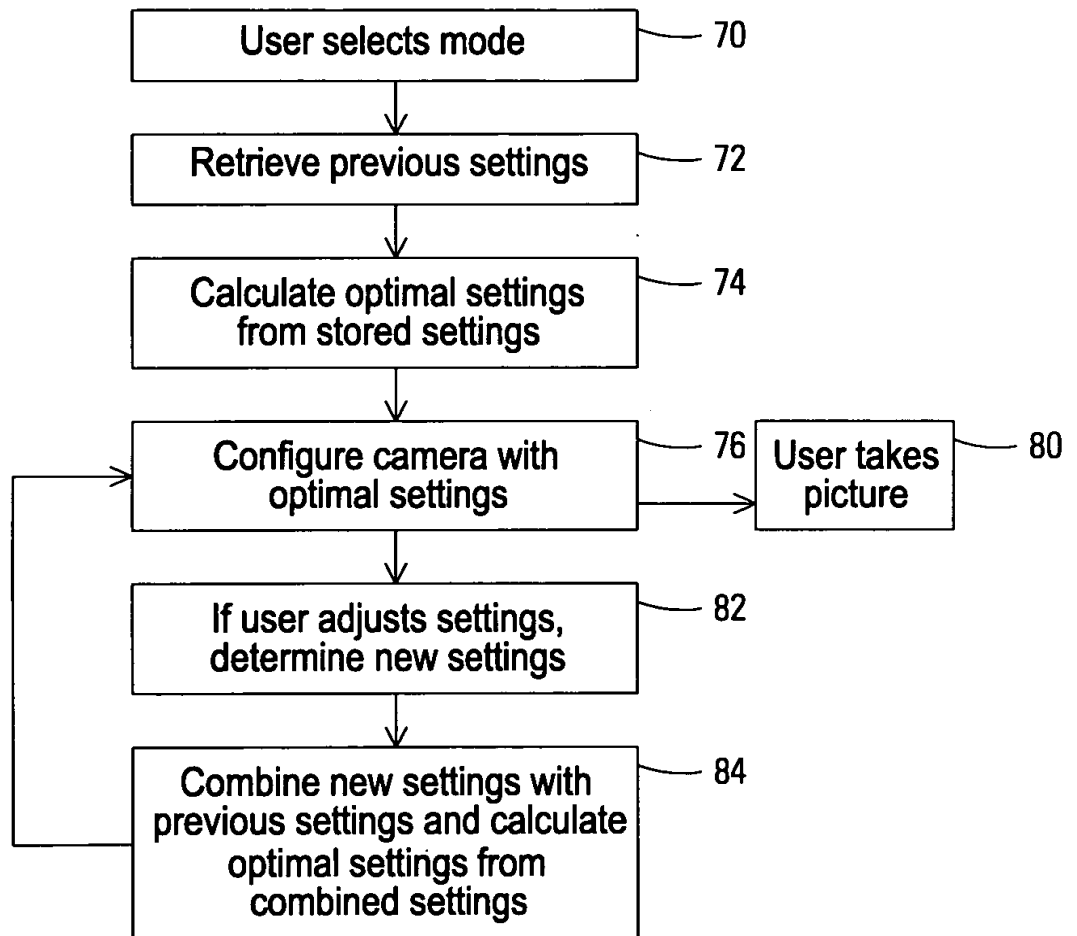 User selects mode
70
Retrieve previous settings
72
Calculate optimal settings
from stored settings
74
Configure camera with
optimal settings
76
User takes
picture
80
If user adjusts settings,
determine new settings
82
Combine new settings with
previous settings and calculate
optimal settings from
combined settings
84